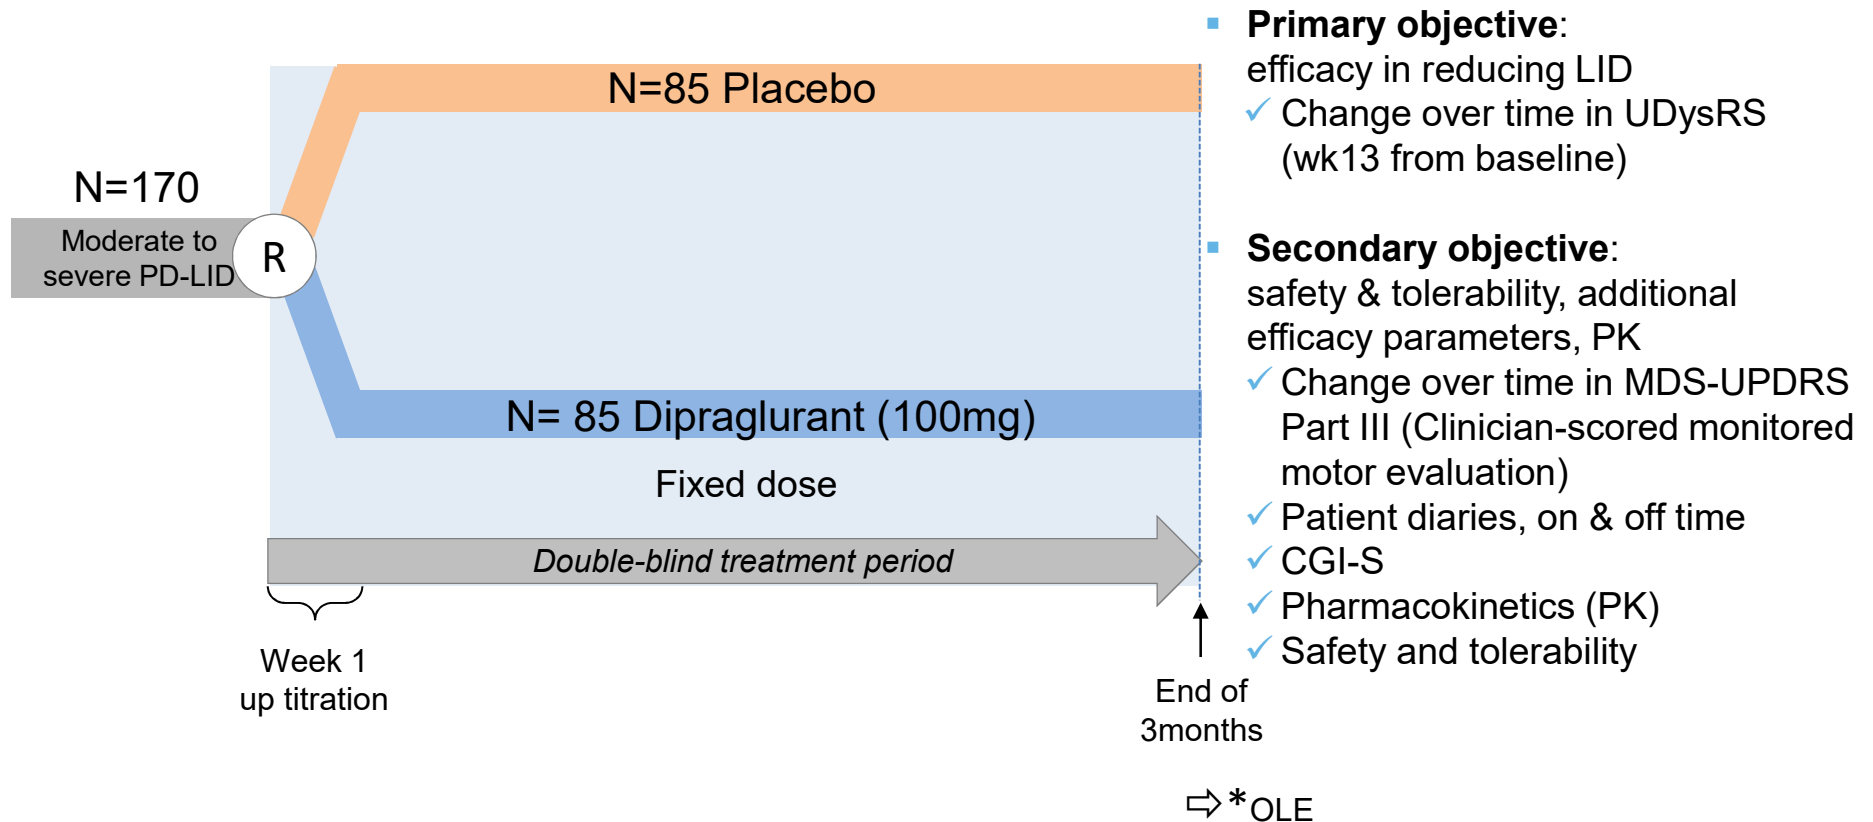 N=170
Moderate to
severe PD-LID
R
N=85 Placebo
N= 85 Dipraglurant (100mg)
Fixed dose
Double-blind treatment period
Week 1
up titration
End of
3months
⇨ *OLE
▪ Primary objective:
efficacy in reducing LID
✓ Change over time in UDysRS
(wk13 from baseline)
▪ Secondary objective:
safety & tolerability, additional
efficacy parameters, PK
✓ Change over time in MDS-UPDRS
Part III (Clinician-scored monitored
motor evaluation)
✓ Patient diaries, on & off time
✓ CGI-S
✓ Pharmacokinetics (PK)
✓ Safety and tolerability